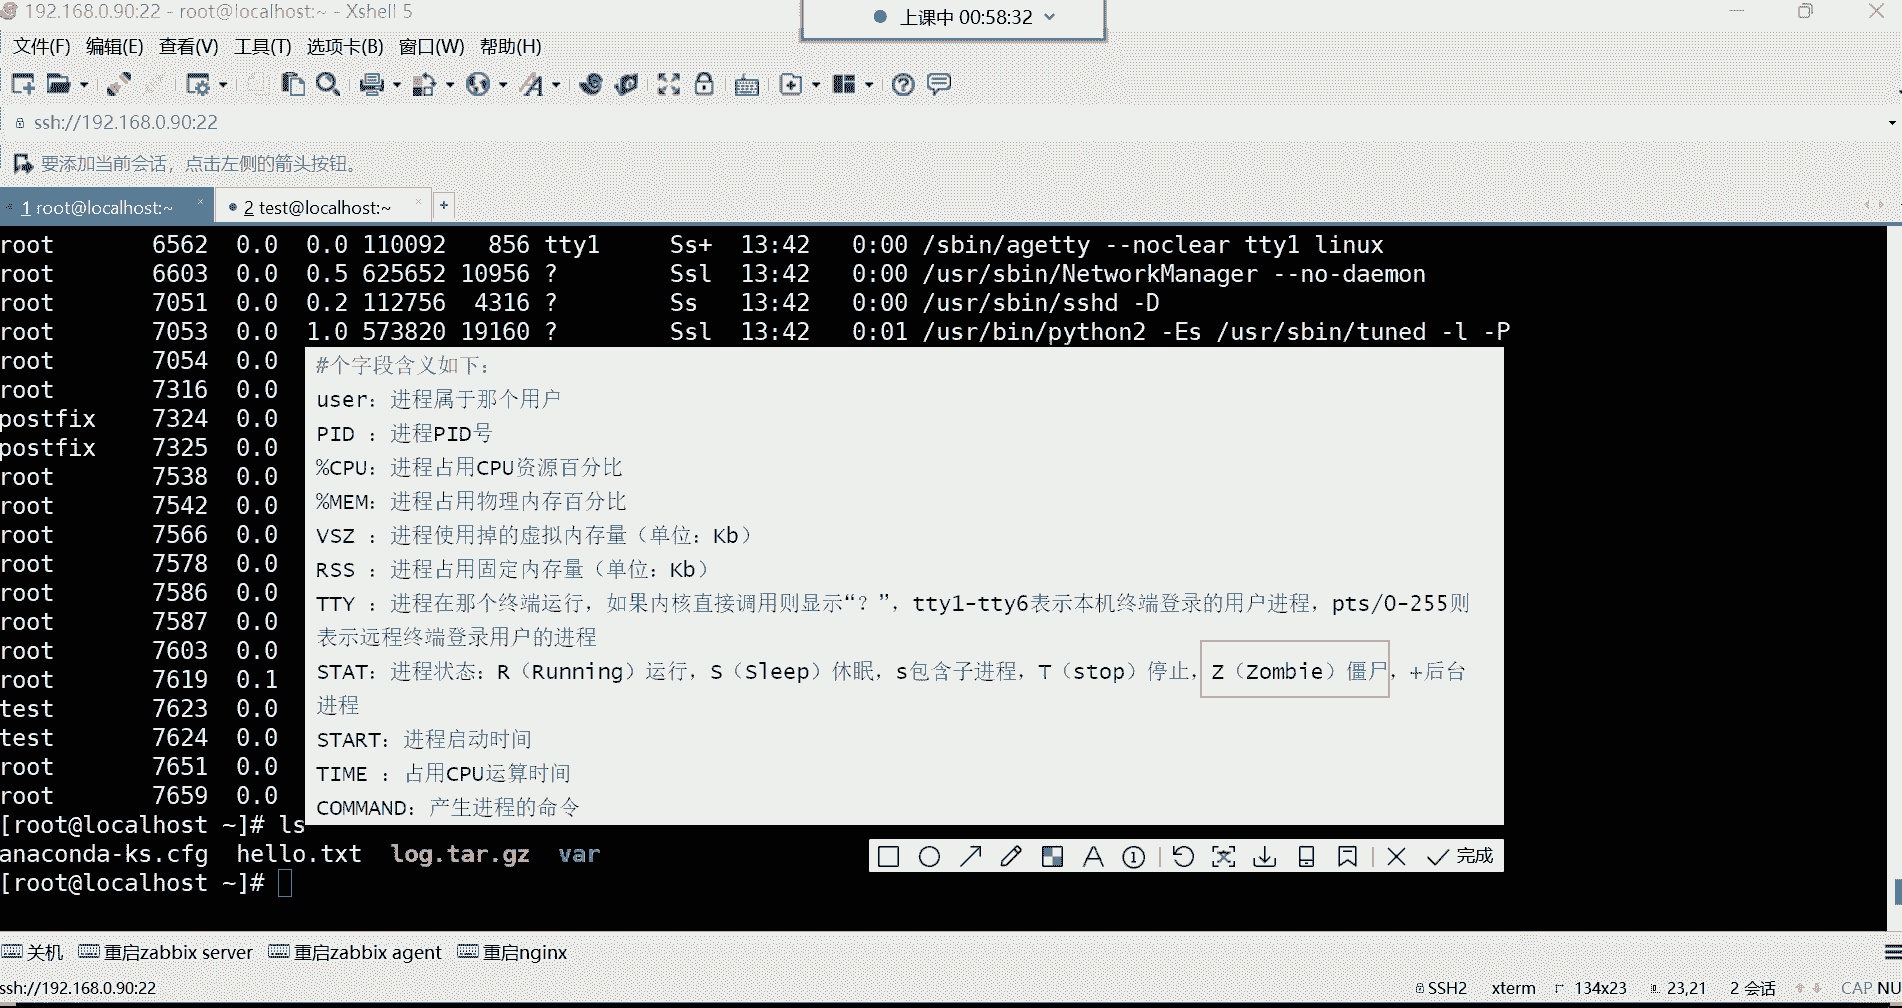 192.168.0.90:22 - root@localhost:~ - Xshell 5
上课中 00:58:32
文件(F) 编辑(E) 查看(V) 工具(T) 选项卡(B) 窗口(W) 帮助(H)
ssh://192.168.0.90:22
要添加当前会话，点击左侧的箭头按钮。
1 root@localhost:~ × 2 test@localhost:~ × +
root 6562 0.0 0.0 110092 856 tty1 Ss+ 13:42 0:00 /sbin/agetty --noclear tty1 linux
root 6603 0.0 0.5 625652 10956 ? Ssl 13:42 0:00 /usr/sbin/NetworkManager --no-daemon
root 7051 0.0 0.2 112756 4316 ? Ss 13:42 0:00 /usr/sbin/sshd -D
root 7053 0.0 1.0 573820 19160 ? Ssl 13:42 0:01 /usr/bin/python2 -Es /usr/sbin/tuned -l -P
root 7054 0.0
root 7316 0.0
postfix 7324 0.0
postfix 7325 0.0
root 7538 0.0
root 7542 0.0
root 7566 0.0
root 7578 0.0
root 7586 0.0
root 7587 0.0
root 7603 0.0
root 7619 0.1
test 7623 0.0
test 7624 0.0
root 7651 0.0
root 7659 0.0
#个字段含义如下：
user：进程属于那个用户
PID ：进程PID号
%CPU：进程占用CPU资源百分比
%MEM：进程占用物理内存百分比
VSZ ：进程使用掉的虚拟内存量（单位：Kb）
RSS ：进程占用固定内存量（单位：Kb）
TTY ：进程在那个终端运行，如果内核直接调用则显示“？”，tty1-tty6表示本机终端登录的用户进程，pts/0-255则
表示远程终端登录用户的进程
STAT：进程状态：R（Running）运行，S（Sleep）休眠，s包含子进程，T（stop）停止，Z（Zombie）僵尸，+后台
进程
START：进程启动时间
TIME ：占用CPU运算时间
COMMAND：产生进程的命令
[root@localhost ~]# ls
anaconda-ks.cfg hello.txt log.tar.gz var
[root@localhost ~]#
完成
关机 重启zabbix server 重启zabbix agent 重启nginx
ssh://192.168.0.90:22 SSH2 xterm 134x23 23,21 2 会话 CAP NU